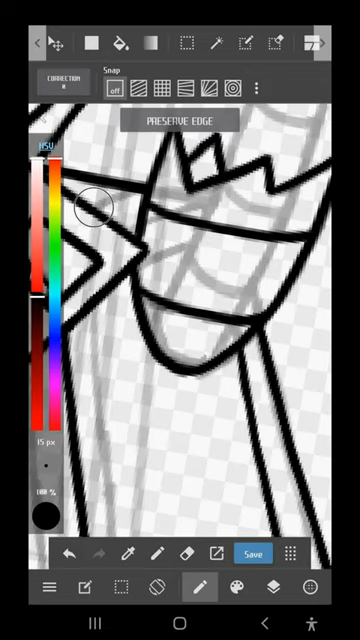 Snap
CORRECTION
0
off
PRESERVE EDGE
HSV
15 px
100 %
Save